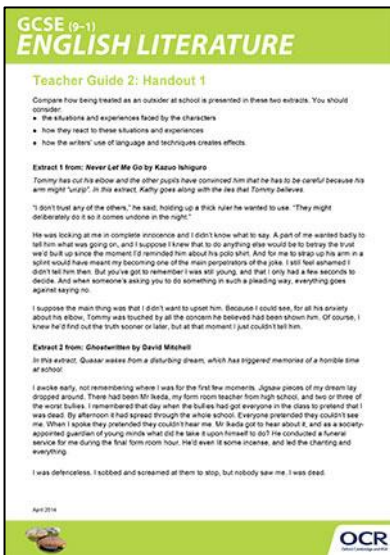 GCSE (9–1)
ENGLISH LITERATURE
Teacher Guide 2: Handout 1
Compare how being treated as an outsider at school is presented in these two extracts. You should
consider:
• the situations and experiences faced by the characters
• how they react to these situations and experiences
• how the writers' use of language and techniques creates effects.
Extract 1 from: Never Let Me Go by Kazuo Ishiguro
Tommy has cut his elbow and the other pupils have convinced him that he has to be careful because his
arm might "unzip". In this extract, Kathy goes along with the lies that Tommy believes.
"I don't trust any of the others," he said, holding up a thick ruler he wanted to use. "They might
deliberately do it so it comes undone in the night."
He was looking at me in complete innocence and I didn't know what to say. A part of me wanted badly to
tell him what was going on, and I suppose I knew that to do anything else would be to betray the trust
we'd built up since the moment I'd reminded him about his polo shirt. And for me to strap up his arm in a
splint would have meant my becoming one of the main perpetrators of the joke. I still feel ashamed I
didn't tell him then. But you've got to remember I was still young, and that I only had a few seconds to
decide. And when someone's asking you to do something in such a pleading way, everything goes
against saying no.
I suppose the main thing was that I didn't want to upset him. Because I could see, for all his anxiety
about his elbow, Tommy was touched by all the concern he believed had been shown him. Of course, I
knew he'd find out the truth sooner or later, but at that moment I just couldn't tell him.
Extract 2 from: Ghostwritten by David Mitchell
In this extract, Quasar wakes from a disturbing dream, which has triggered memories of a horrible time
at school.
I awoke early, not remembering where I was for the first few moments. Jigsaw pieces of my dream lay
dropped around. There had been Mr Ikeda, my form room teacher from high school, and two or three of
the worst bullies. I remembered that day when the bullies had got everyone in the class to pretend that I
was dead. By afternoon it had spread through the whole school. Everyone pretended they couldn't see
me. When I spoke they pretended they couldn't hear me. Mr Ikeda got to hear about it, and as a society-
appointed guardian of young minds what did he take it upon himself to do? He conducted a funeral
service for me during the final form room hour. He'd even lit some incense, and led the chanting and
everything.
I was defenceless. I sobbed and screamed at them to stop, but nobody saw me. I was dead.
April 2014
OCR